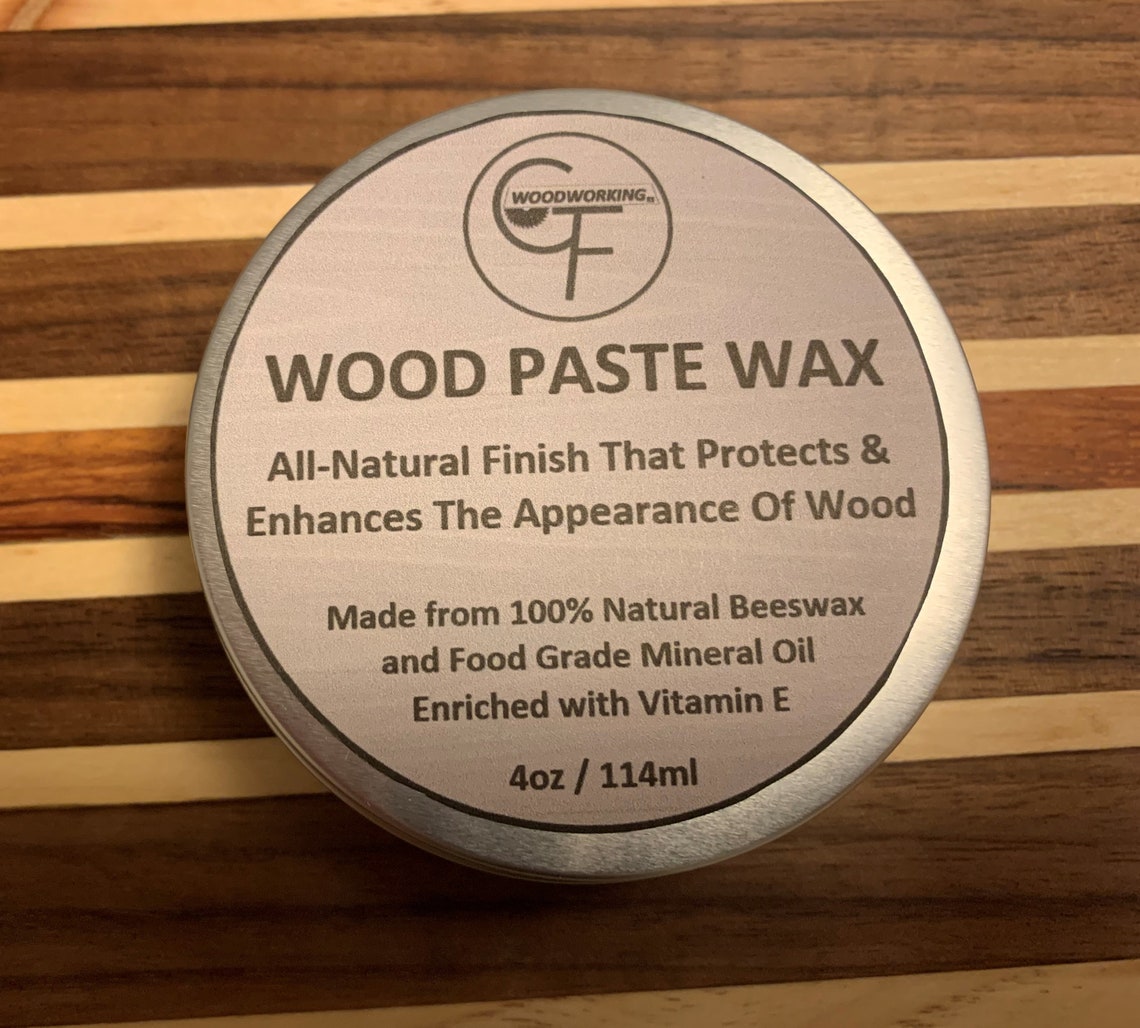 WOODWORKING
CF
WOOD PASTE WAX
All-Natural Finish That Protects &
Enhances The Appearance Of Wood
Made from 100% Natural Beeswax
and Food Grade Mineral Oil
Enriched with Vitamin E
4oz / 114ml